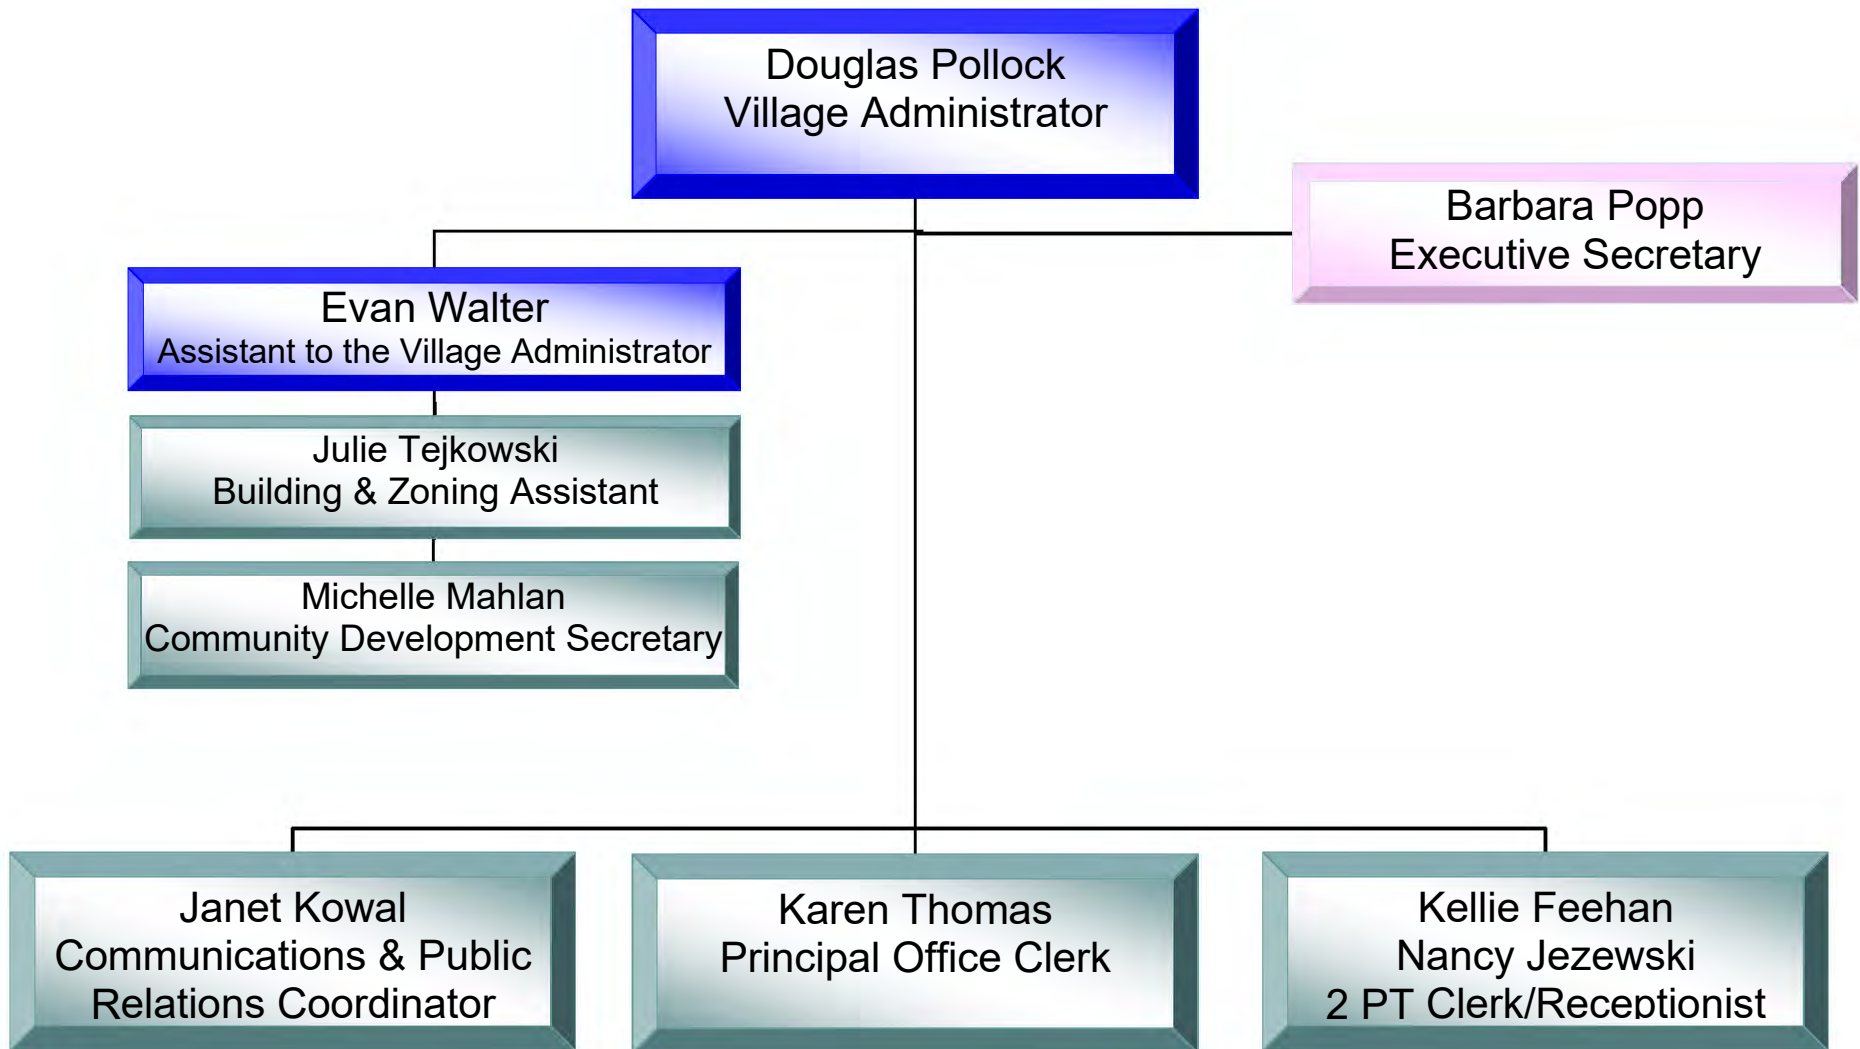 Douglas Pollock
Village Administrator
Barbara Popp
Executive Secretary
Evan Walter
Assistant to the Village Administrator
Julie Tejkowski
Building & Zoning Assistant
Michelle Mahlan
Community Development Secretary
Janet Kowal
Communications & Public
Relations Coordinator
Karen Thomas
Principal Office Clerk
Kellie Feehan
Nancy Jezewski
2 PT Clerk/Receptionist